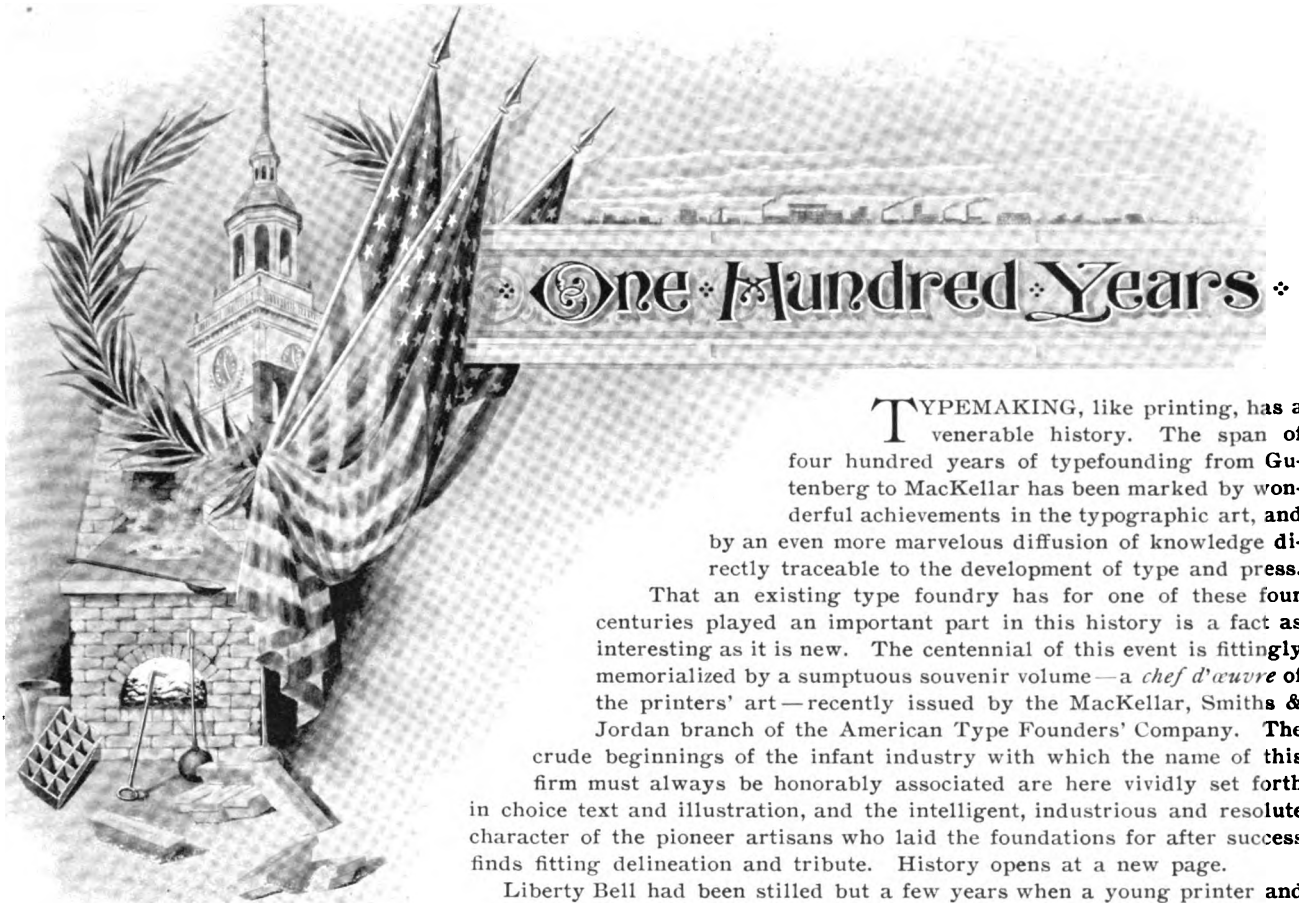 One Hundred Years
TYPEMAKING, like printing, has a
venerable history. The span of
four hundred years of typefounding from Gu-
tenberg to MacKellar has been marked by won-
derful achievements in the typographic art, and
by an even more marvelous diffusion of knowledge di-
rectly traceable to the development of type and press.
That an existing type foundry has for one of these four
centuries played an important part in this history is a fact as
interesting as it is new. The centennial of this event is fittingly
memorialized by a sumptuous souvenir volume—a chef d'œuvre of
the printers' art—recently issued by the MacKellar, Smiths &
Jordan branch of the American Type Founders' Company. The
crude beginnings of the infant industry with which the name of this
firm must always be honorably associated are here vividly set forth
in choice text and illustration, and the intelligent, industrious and resolute
character of the pioneer artisans who laid the foundations for after success
finds fitting delineation and tribute. History opens at a new page.
Liberty Bell had been stilled but a few years when a young printer and